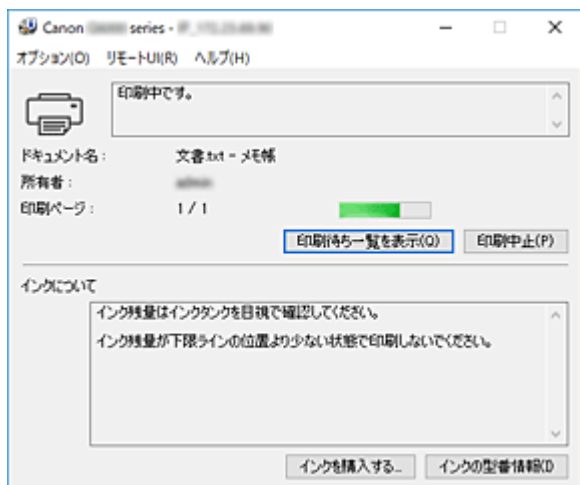 Canon series -
オプション(O) リモートUI(R) ヘルプ(H)
印刷中です。
ドキュメント名 : 文書.txt - メモ帳
所有者 :
印刷ページ : 1 / 1
印刷待ち一覧を表示(Q) 印刷中止(P)
インクについて
インク残量はインクタンクを目視で確認してください。
インク残量が下限ラインの位置より少ない状態で印刷しないでください。
インクを購入する... インクの型番情報(I)